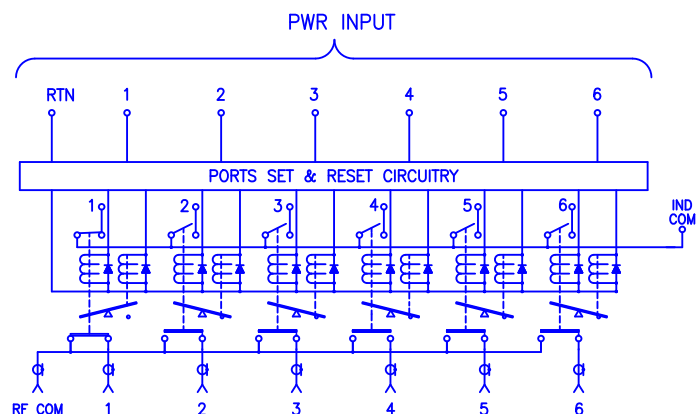 PWR INPUT
RTN 1 2 3 4 5 6
PORTS SET & RESET CIRCUITRY
1 2 3 4 5 6
IND
COM
RF COM 1 2 3 4 5 6